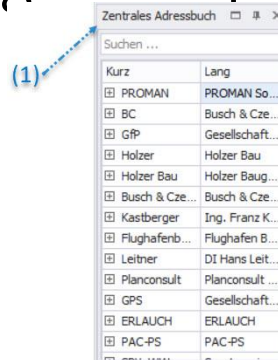 Zentrales Adressbuch
Suchen ...
(1)
Kurz Lang
PROMAN PROMAN So...
BC Busch & Cze...
GfP Gesellschaft...
Holzer Holzer Bau
Holzer Bau Holzer Baug...
Busch & Cze... Busch & Cze...
Kastberger Ing. Franz K...
Flughafenb... Flughafen B...
Leitner DI Hans Leit...
Planconsult Planconsult ...
GPS Gesellschaft...
ERLAUCH ERLAUCH
PAC-PS PAC-PS